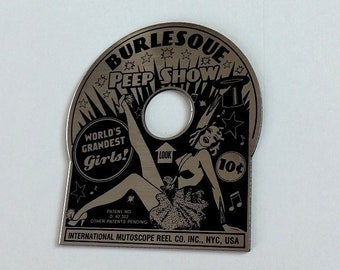 BURLESQUE
PEEP SHOW
WORLD'S
GRANDEST
Girls!
LOOK
10¢
PATENT NO.
OTHER PATENTS PENDING
INTERNATIONAL MUTOSCOPE REEL CO. INC., NYC, USA